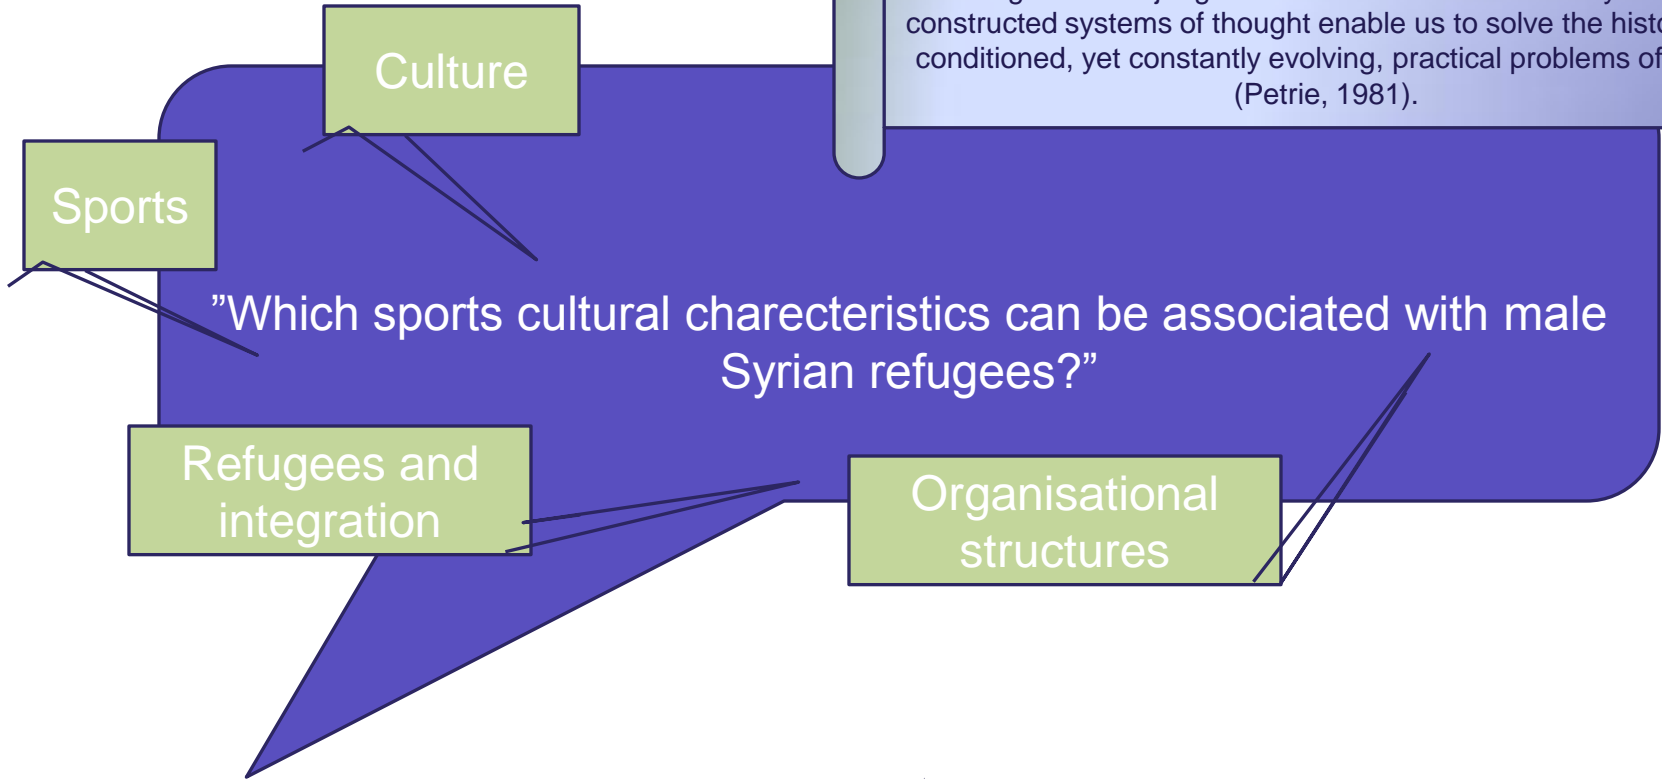 constructed systems of thought enable us to solve the
conditioned, yet constantly evolving, practical problems of
(Petrie, 1981).
Culture
Sports
”Which sports cultural charecteristics can be associated with male
Syrian refugees?”
Refugees and
integration
Organisational
structures